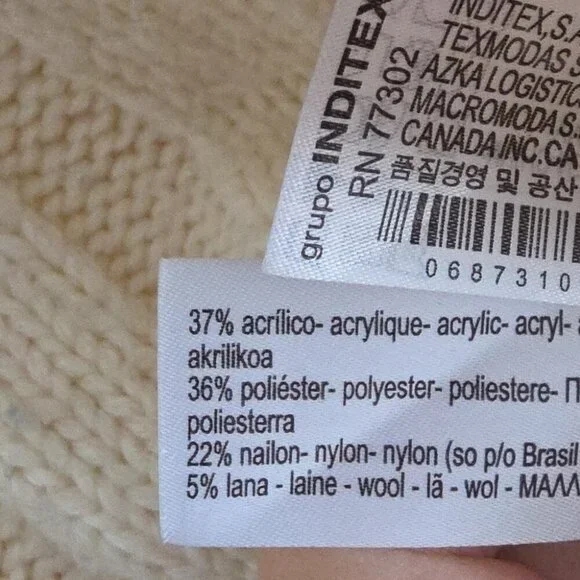 grupo INDITEX
RN 77302
INDITEX,S.A
TEXMODAS S
AZKA LOGISTIC
MACROMODA S.
CANADA.INC.CA
품질경영 및 공산
0687310
37% acrílico- acrylique- acrylic- acryl-
akrilikoa
36% poliéster- polyester- poliestere- Π
poliesterra
22% nailon- nylon- nylon (so p/o Brasil
5% lana - laine - wool - lã - wol - ΜΑΛΛ